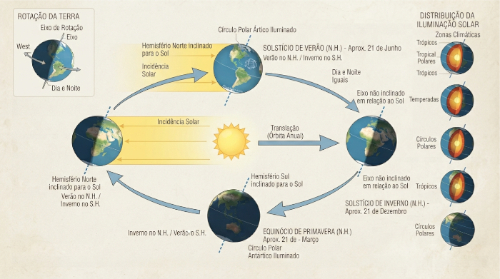 ROTAÇÃO DA TERRA
Eixo de Rotação
Eixo
West
Dia e Noite
Círculo Polar Ártico Iluminado
Hemisfério Norte Inclinado
para o Sol
Incidência
Solar
SOLSTÍCIO DE VERÃO (N.H.) - Aprox. 21 de Junho
Verão no N.H. / Inverno no S.H.
Dia e Noite
Iguais
Eixo não inclinado
em relação ao Sol
Incidência Solar
Translação
(Órbita Anual)
Hemisfério Norte
inclinado para o Sol
Verão no N.H. /
Inverno no S.H.
Eixo não inclinado
em relação ao Sol
SOLSTÍCIO DE INVERNO (N.H.) -
Aprox. 21 de Dezembro
Hemisfério Sul
Inclinado para o Sol
Inverno no N.H. / Verão-o S.H.
EQUINÓCIO DE PRIMAVERA (N.H.)
Aprox. 21 de - Março
Círculo Polar
Antártico Iluminado
DISTRIBUIÇÃO DA
ILUMINAÇÃO SOLAR
Zonas Climáticas
Trópicos
Tropical
Polares
Trópicos
Temperadas
Círculos
Polares
Trópicos
Círculos
Polares